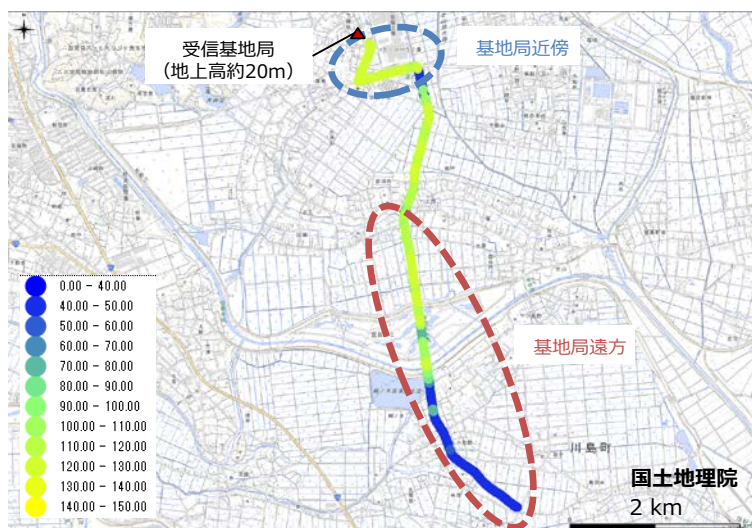 受信基地局
（地上高約20m）
基地局近傍
基地局遠方
0.00 - 40.00
40.00 - 50.00
50.00 - 60.00
60.00 - 70.00
70.00 - 80.00
80.00 - 90.00
90.00 - 100.00
100.00 - 110.00
110.00 - 120.00
120.00 - 130.00
130.00 - 140.00
140.00 - 150.00
川島町
国土地理院
2 km